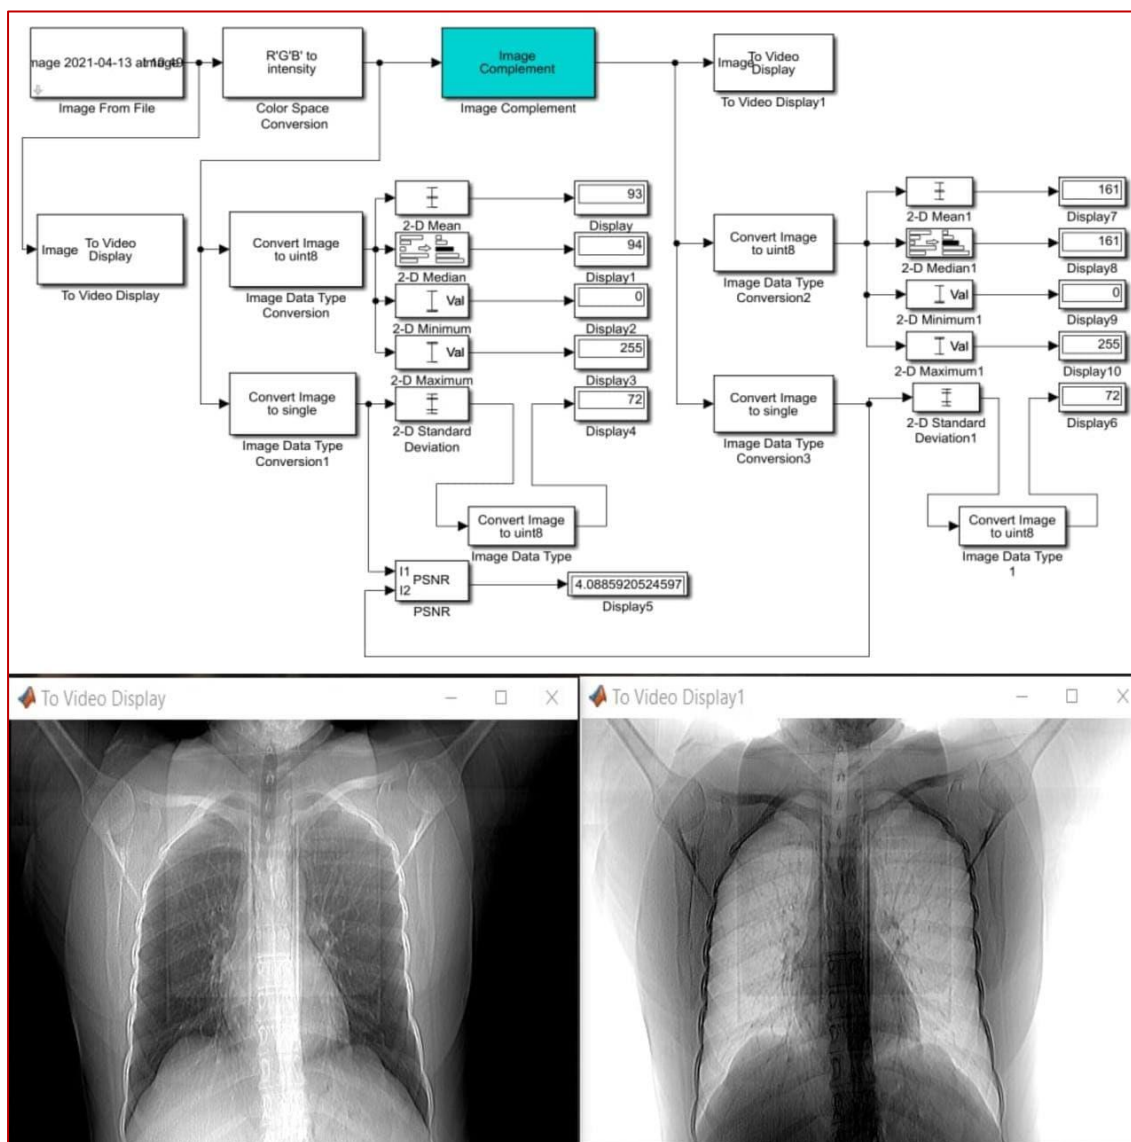 Image
R'G'B' to
intensity
Image
Complement
Image
To Video
Display
Image From File
Color Space
Conversion
Image Complement
To Video Display1
Image
To Video
Display
To Video Display
Convert Image
to uint8
Image Data Type
Conversion
2-D Mean
93
Display
2-D Median
94
Display1
Val
2-D Minimum
0
Display2
Val
2-D Maximum
255
Display3
Convert Image
to single
Image Data Type
Conversion1
2-D Standard
Deviation
72
Display4
Convert Image
to uint8
Image Data Type
I1
I2
PSNR
PSNR
4.0885920524597
Display5
Convert Image
to uint8
Image Data Type
Conversion2
2-D Mean1
161
Display7
2-D Median1
161
Display8
Val
2-D Minimum1
0
Display9
Val
2-D Maximum1
255
Display10
Convert Image
to single
Image Data Type
Conversion3
2-D Standard
Deviation1
72
Display6
Convert Image
to uint8
Image Data Type
1
To Video Display
To Video Display1